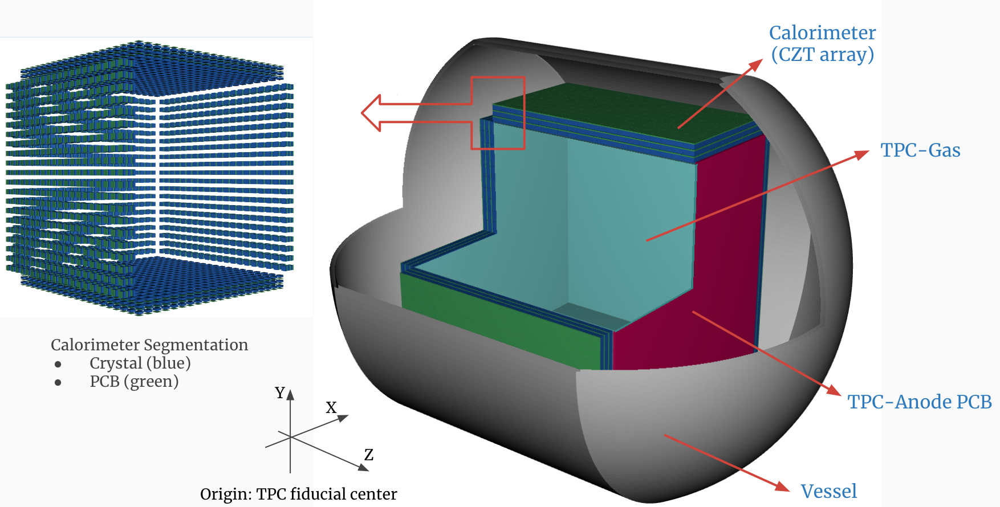 Calorimeter
(CZT array)
TPC-Gas
TPC-Anode PCB
Vessel
Calorimeter Segmentation
● Crystal (blue)
● PCB (green)
Y
X
Z
Origin: TPC fiducial center